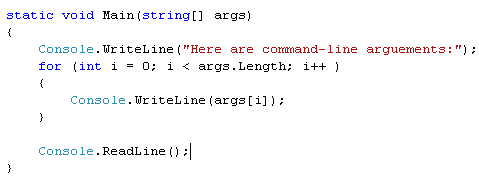 static void Main(string[] args)
{
    Console.WriteLine("Here are command-line arguements:");
    for (int i = 0; i < args.Length; i++ )
    {
        Console.WriteLine(args[i]);
    }

    Console.ReadLine();
}